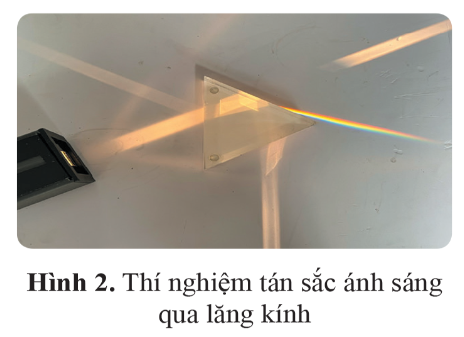 Hình 2. Thí nghiệm tán sắc ánh sáng
qua lăng kính